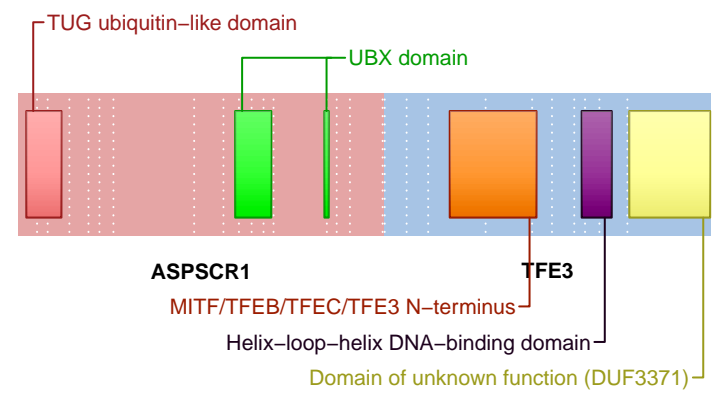 TUG ubiquitin−like domain
UBX domain
ASPSCR1
TFE3
MITF/TFEB/TFEC/TFE3 N−terminus
Helix−loop−helix DNA−binding domain
Domain of unknown function (DUF3371)